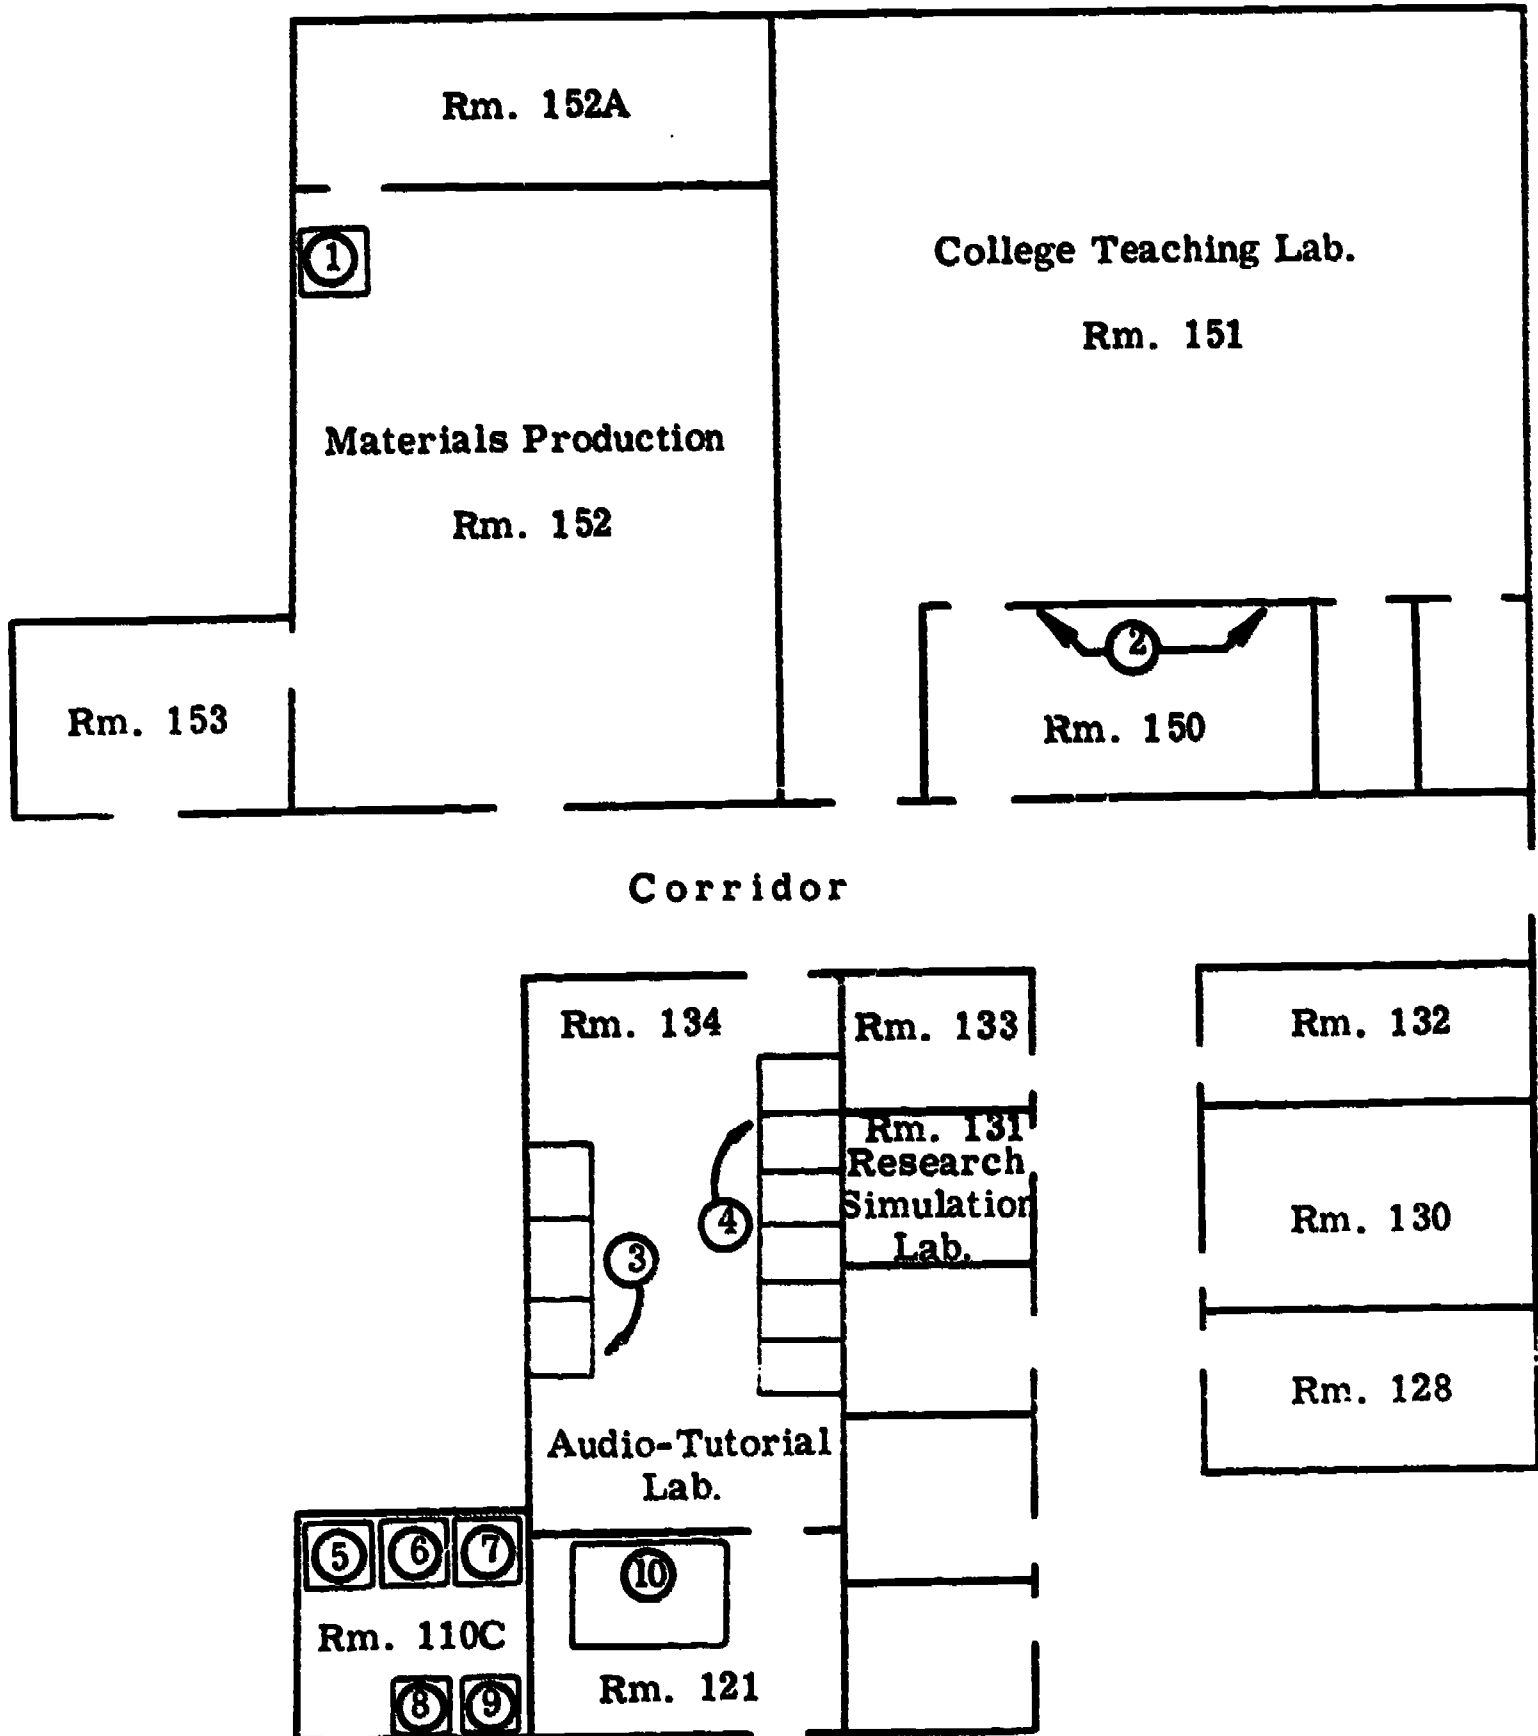 Rm. 152A
1
College Teaching Lab.
Rm. 151
Materials Production
Rm. 152
2
Rm. 153
Rm. 150
Corridor
Rm. 134
Rm. 133
Rm. 132
Rm. 131
Research
Simulation
Lab.
4
3
Rm. 130
Rm. 128
Audio-Tutorial
Lab.
5
6
7
10
Rm. 110C
Rm. 121
8
9